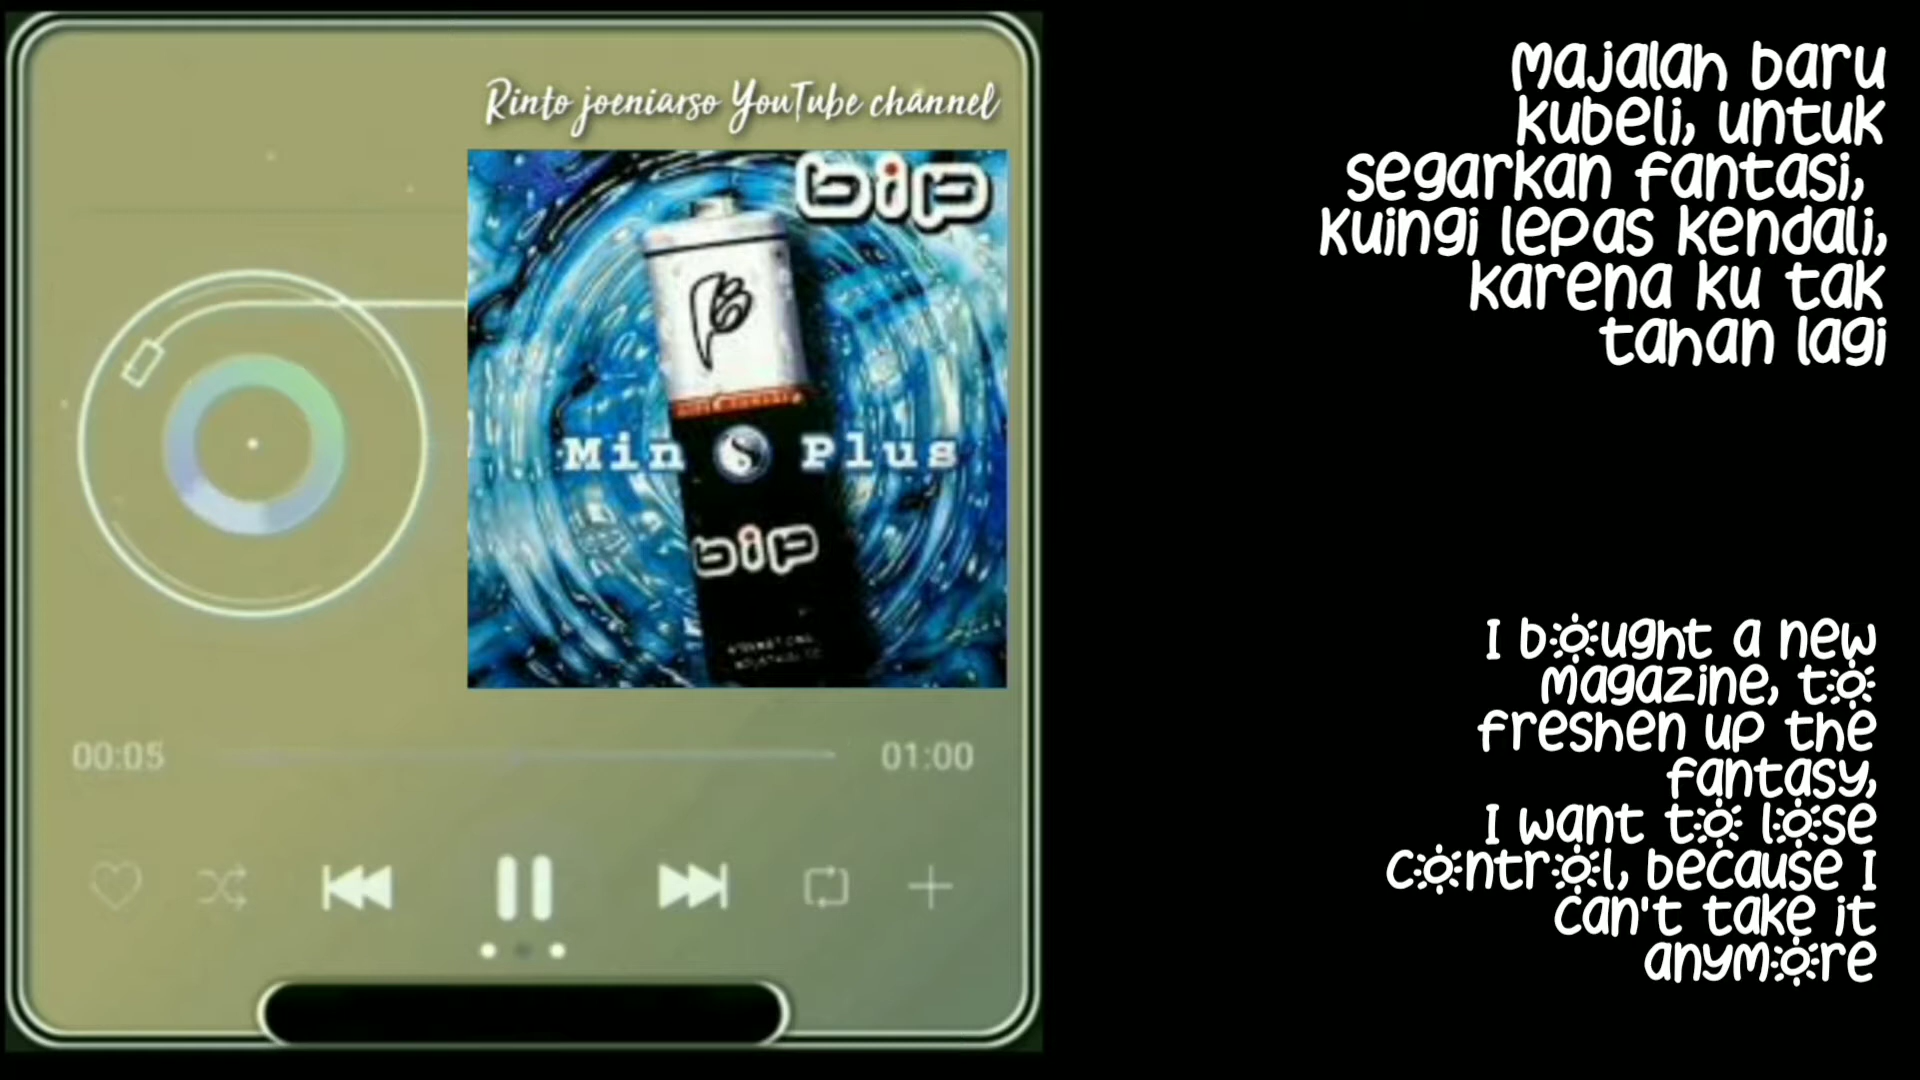 Rinto joeniarso YouTube channel
bip
Min Plus
bip
00:05
01:00
majalah baru
kubeli, untuk
segarkan fantasi,
kuingi lepas kendali,
karena ku tak
tahan lagi
I bought a new
magazine, to
freshen up the
fantasy,
I want to lose
control, because I
can't take it
anymore